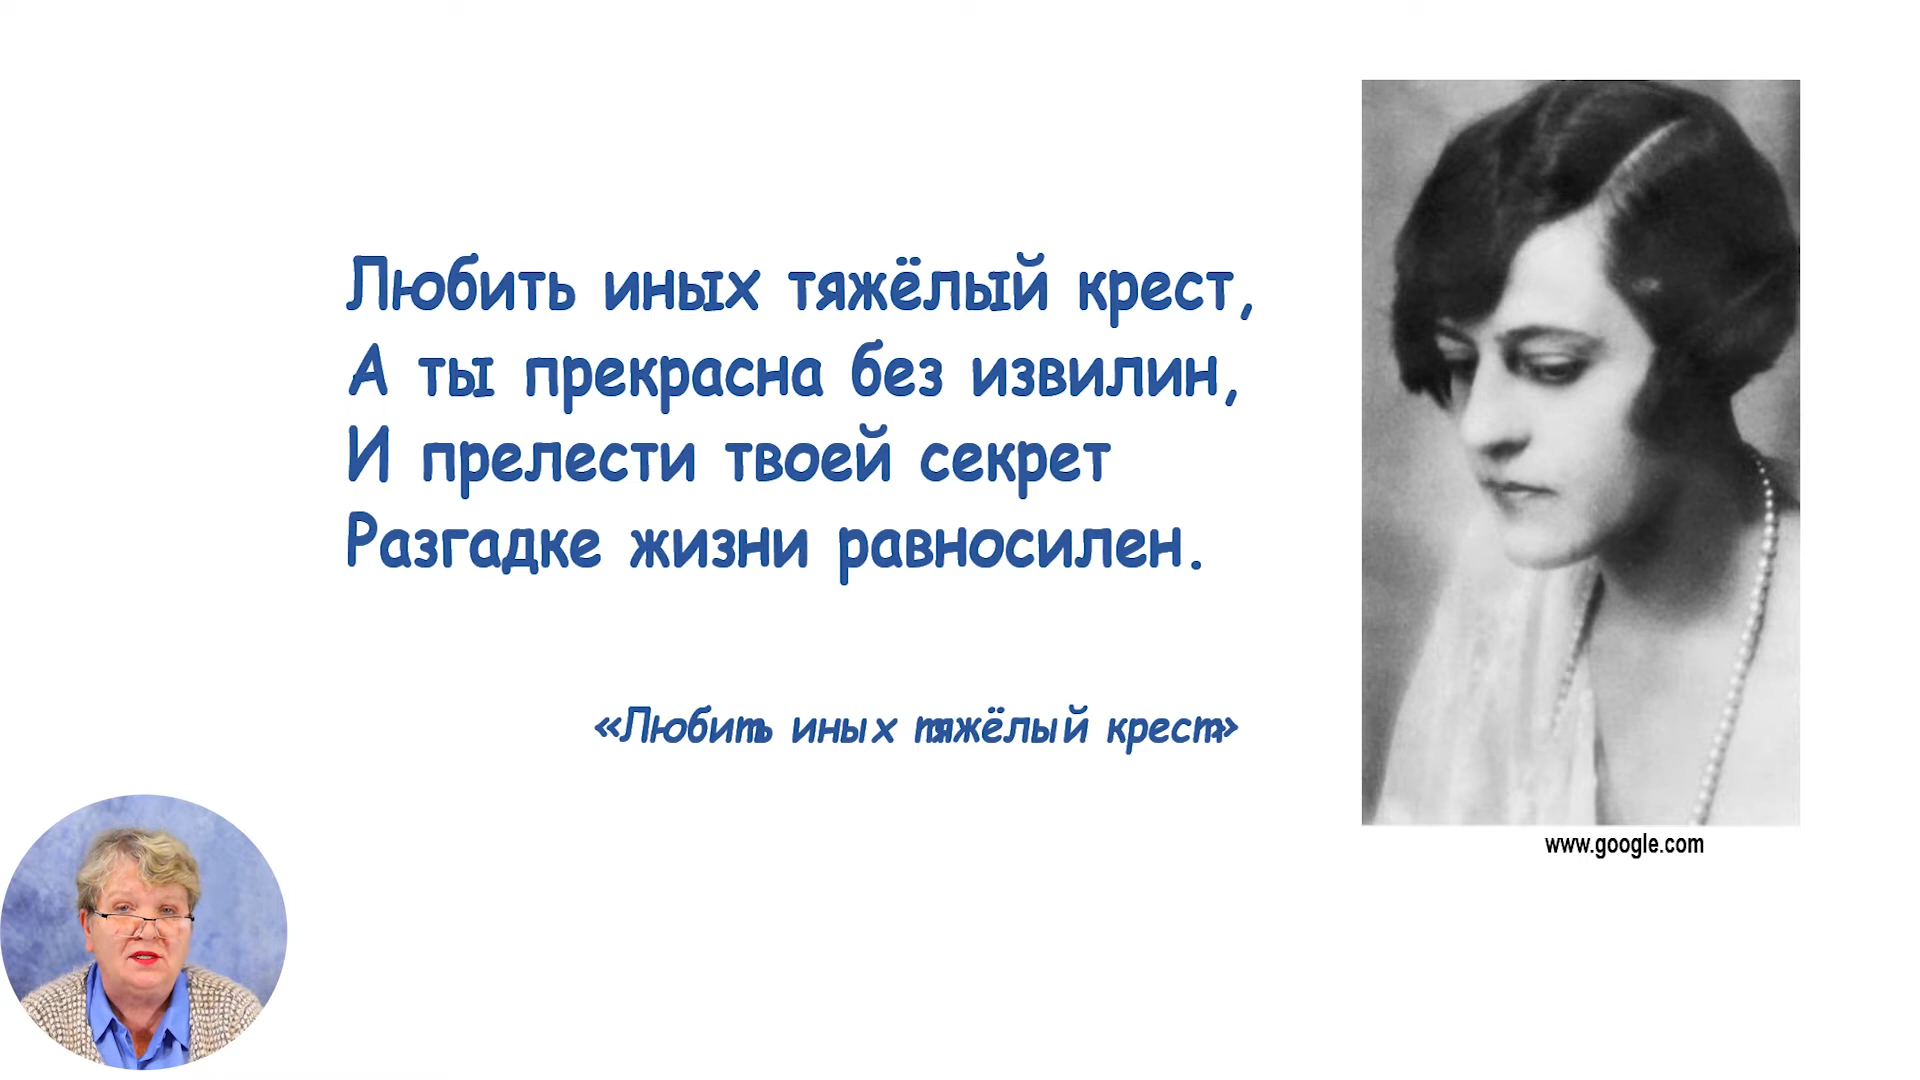 Любить иных тяжёлый крест,
А ты прекрасна без извилин,
И прелести твоей секрет
Разгадке жизни равносилен.
«Любить иных тяжёлый крест»
www.google.com